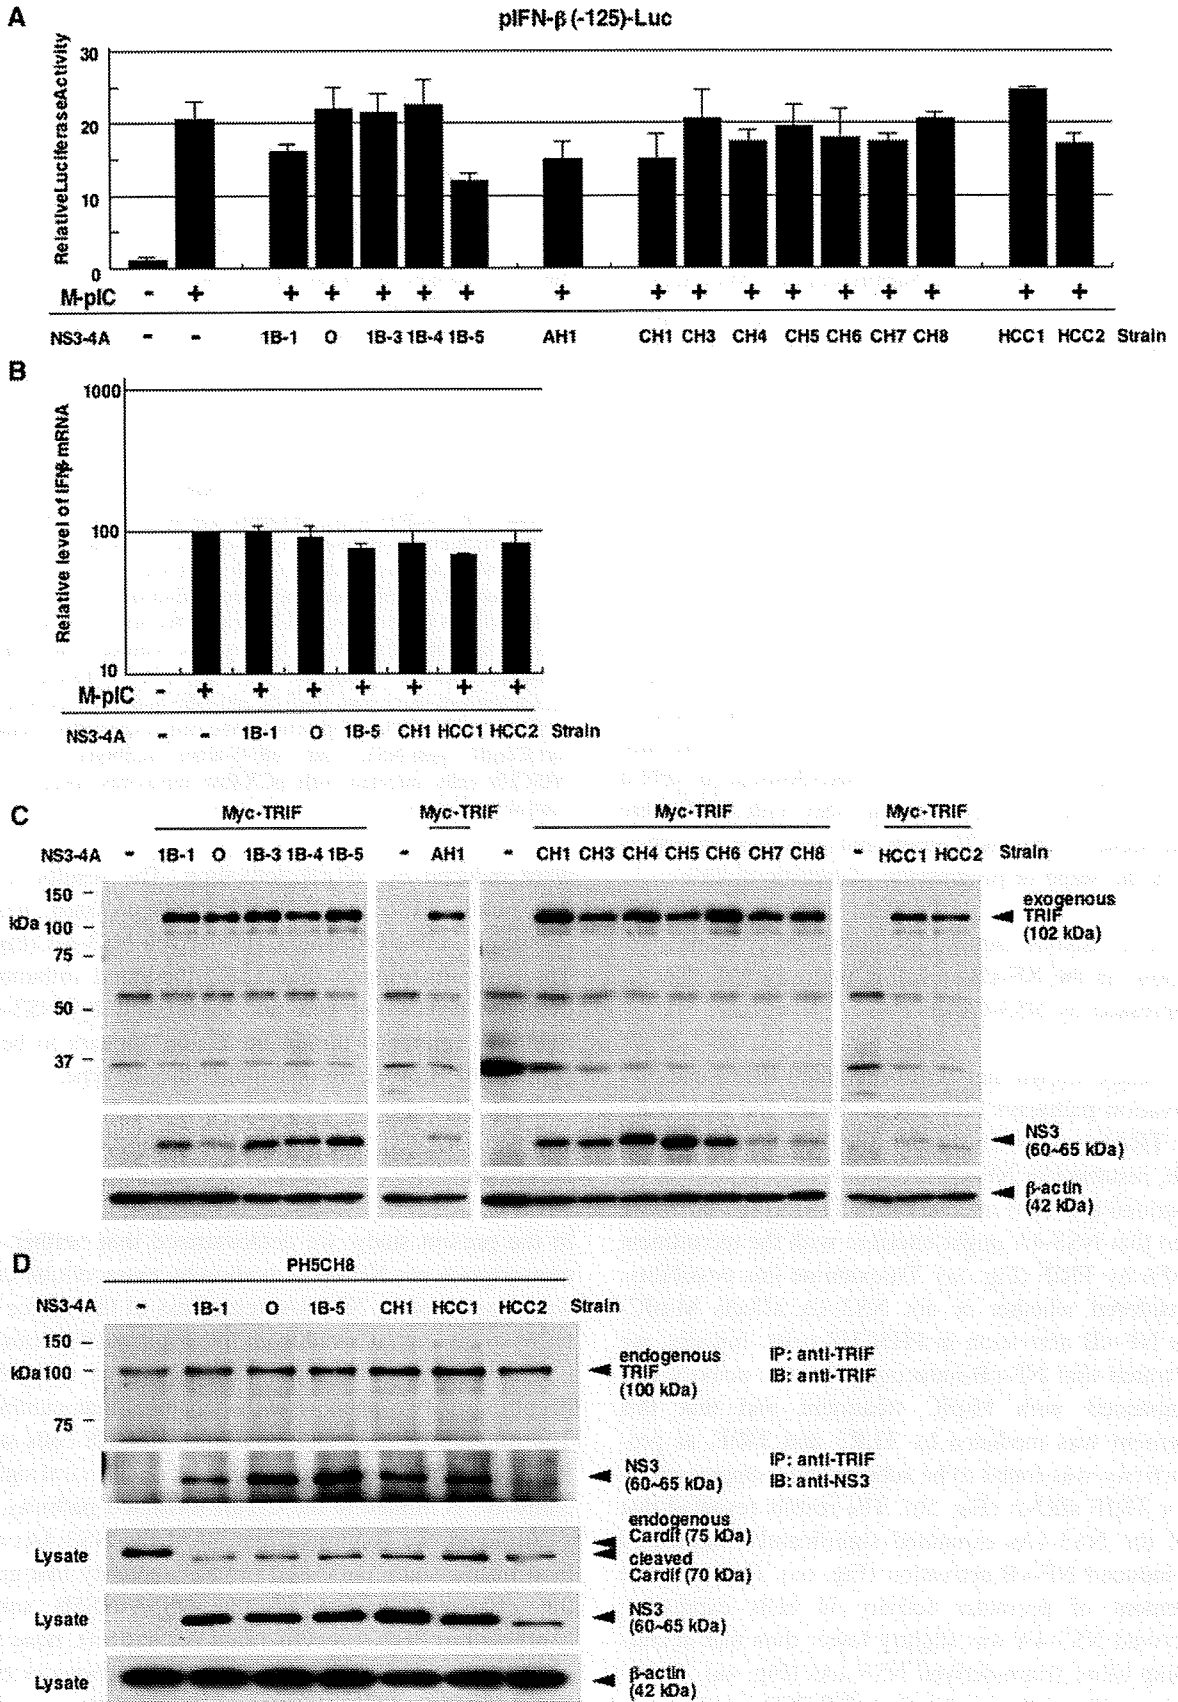 A
pIFN-β (-125)-Luc
RelativeLuciferaseActivity
30
20
10
0
M-pIC - + + + + + + + + + + + + + + + +
NS3-4A - - 1B-1 O 1B-3 1B-4 1B-5 AH1 CH1 CH3 CH4 CH5 CH6 CH7 CH8 HCC1 HCC2 Strain
B
Relative level of IFNβ mRNA
1000
100
10
M-pIC - + + + + + + +
NS3-4A - - 1B-1 O 1B-5 CH1 HCC1 HCC2 Strain
C
Myc-TRIF Myc-TRIF Myc-TRIF Myc-TRIF
NS3-4A - 1B-1 O 1B-3 1B-4 1B-5 - AH1 - CH1 CH3 CH4 CH5 CH6 CH7 CH8 - HCC1 HCC2 Strain
150
kDa 100
75
50
37
exogenous
TRIF
(102 kDa)
NS3
(60~65 kDa)
β-actin
(42 kDa)
D
PH5CH8
NS3-4A - 1B-1 O 1B-5 CH1 HCC1 HCC2 Strain
150
kDa 100
75
endogenous
TRIF
(100 kDa)
IP: anti-TRIF
IB: anti-TRIF
NS3
(60~65 kDa)
IP: anti-TRIF
IB: anti-NS3
Lysate
endogenous
Cardif (75 kDa)
cleaved
Cardif (70 kDa)
Lysate
NS3
(60~65 kDa)
Lysate
β-actin
(42 kDa)